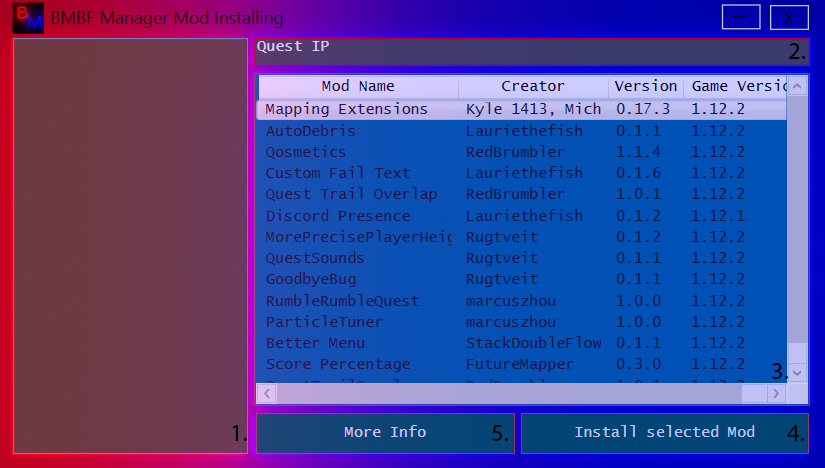 BM BMBF Manager Mod Installing — x
Quest IP 2.
Mod Name Creator Version Game Versic
Mapping Extensions Kyle 1413, Mich 0.17.3 1.12.2
AutoDebris Lauriethefish 0.1.1 1.12.2
Qosmetics RedBrumbler 1.1.4 1.12.2
Custom Fail Text Lauriethefish 0.1.6 1.12.2
Quest Trail Overlap RedBrumbler 1.0.1 1.12.2
Discord Presence Lauriethefish 0.1.2 1.12.1
MorePrecisePlayerHeig Rugtveit 0.1.2 1.12.2
QuestSounds Rugtveit 0.1.1 1.12.2
GoodbyeBug Rugtveit 0.1.1 1.12.2
RumbleRumbleQuest marcuszhou 1.0.0 1.12.2
ParticleTuner marcuszhou 1.0.0 1.12.2
Better Menu StackDoubleFlow 0.1.1 1.12.2
Score Percentage FutureMapper 0.3.0 1.12.2
3.
1. More Info 5. Install selected Mod 4.